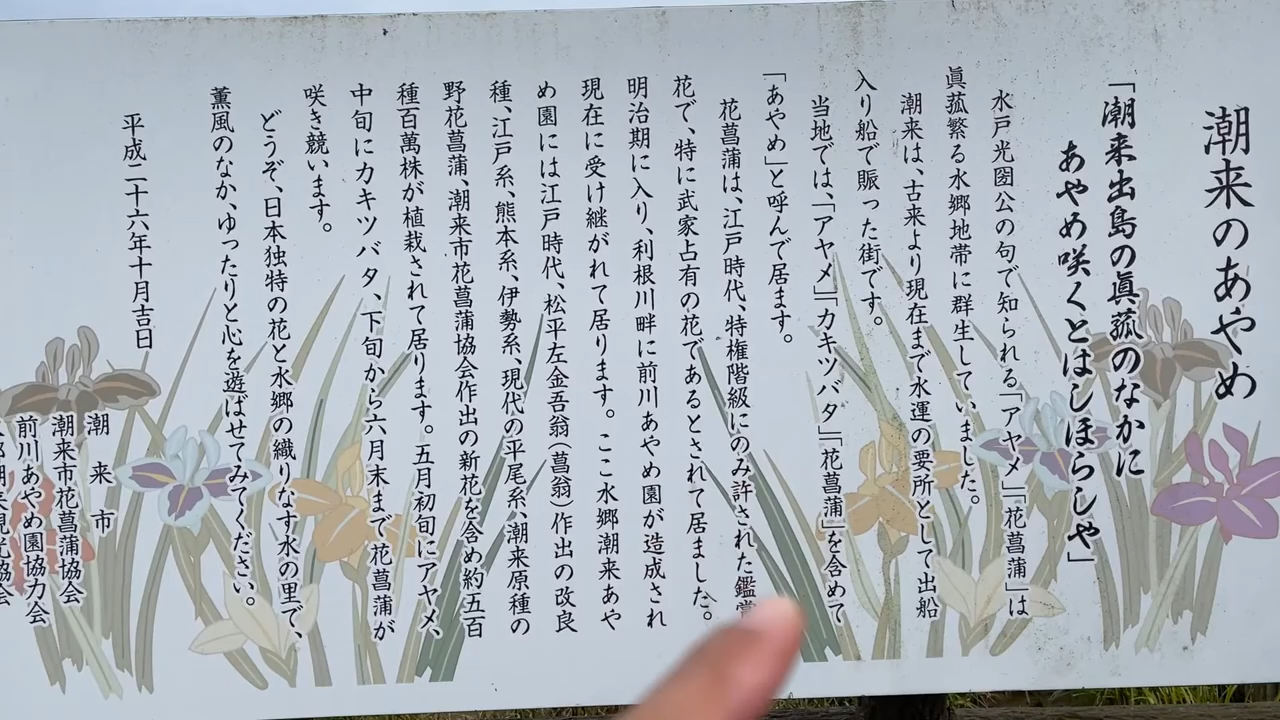 潮来のあやめ
「潮来出島の眞菰のなかに
あやめ咲くとはしほらしや」
水戸光圀公の句で知られる「アヤメ」「花菖蒲」は
眞菰繁る水郷地帯に群生していました。
潮来は、古来より現在まで水運の要所として出船
入り船で賑った街です。
当地では、「アヤメ」「カキツバタ」「花菖蒲」を含めて
「あやめ」と呼んで居ます。
花菖蒲は、江戸時代、特権階級にのみ許された鑑賞
花で、特に武家占有の花であるとされて居ました。
明治期に入り、利根川畔に前川あやめ園が造成され
現在に受け継がれて居ります。ここ水郷潮来あや
め園には江戸時代、松平左金吾翁(菖翁)作出の改良
種、江戸系、熊本系、伊勢系、現代の平尾系、潮来原種の
野花菖蒲、潮来市花菖蒲協会作出の新花を含め約五百
種百萬株が植栽されて居ります。五月初旬にアヤメ、
中旬にカキツバタ、下旬から六月末まで花菖蒲が
咲き競います。
どうぞ、日本独特の花と水郷の織りなす水の里で、
薫風のなか、ゆったりと心を遊ばせてみてください。
平成二十六年十月吉日
潮来市
潮来市花菖蒲協会
前川あやめ園協力会